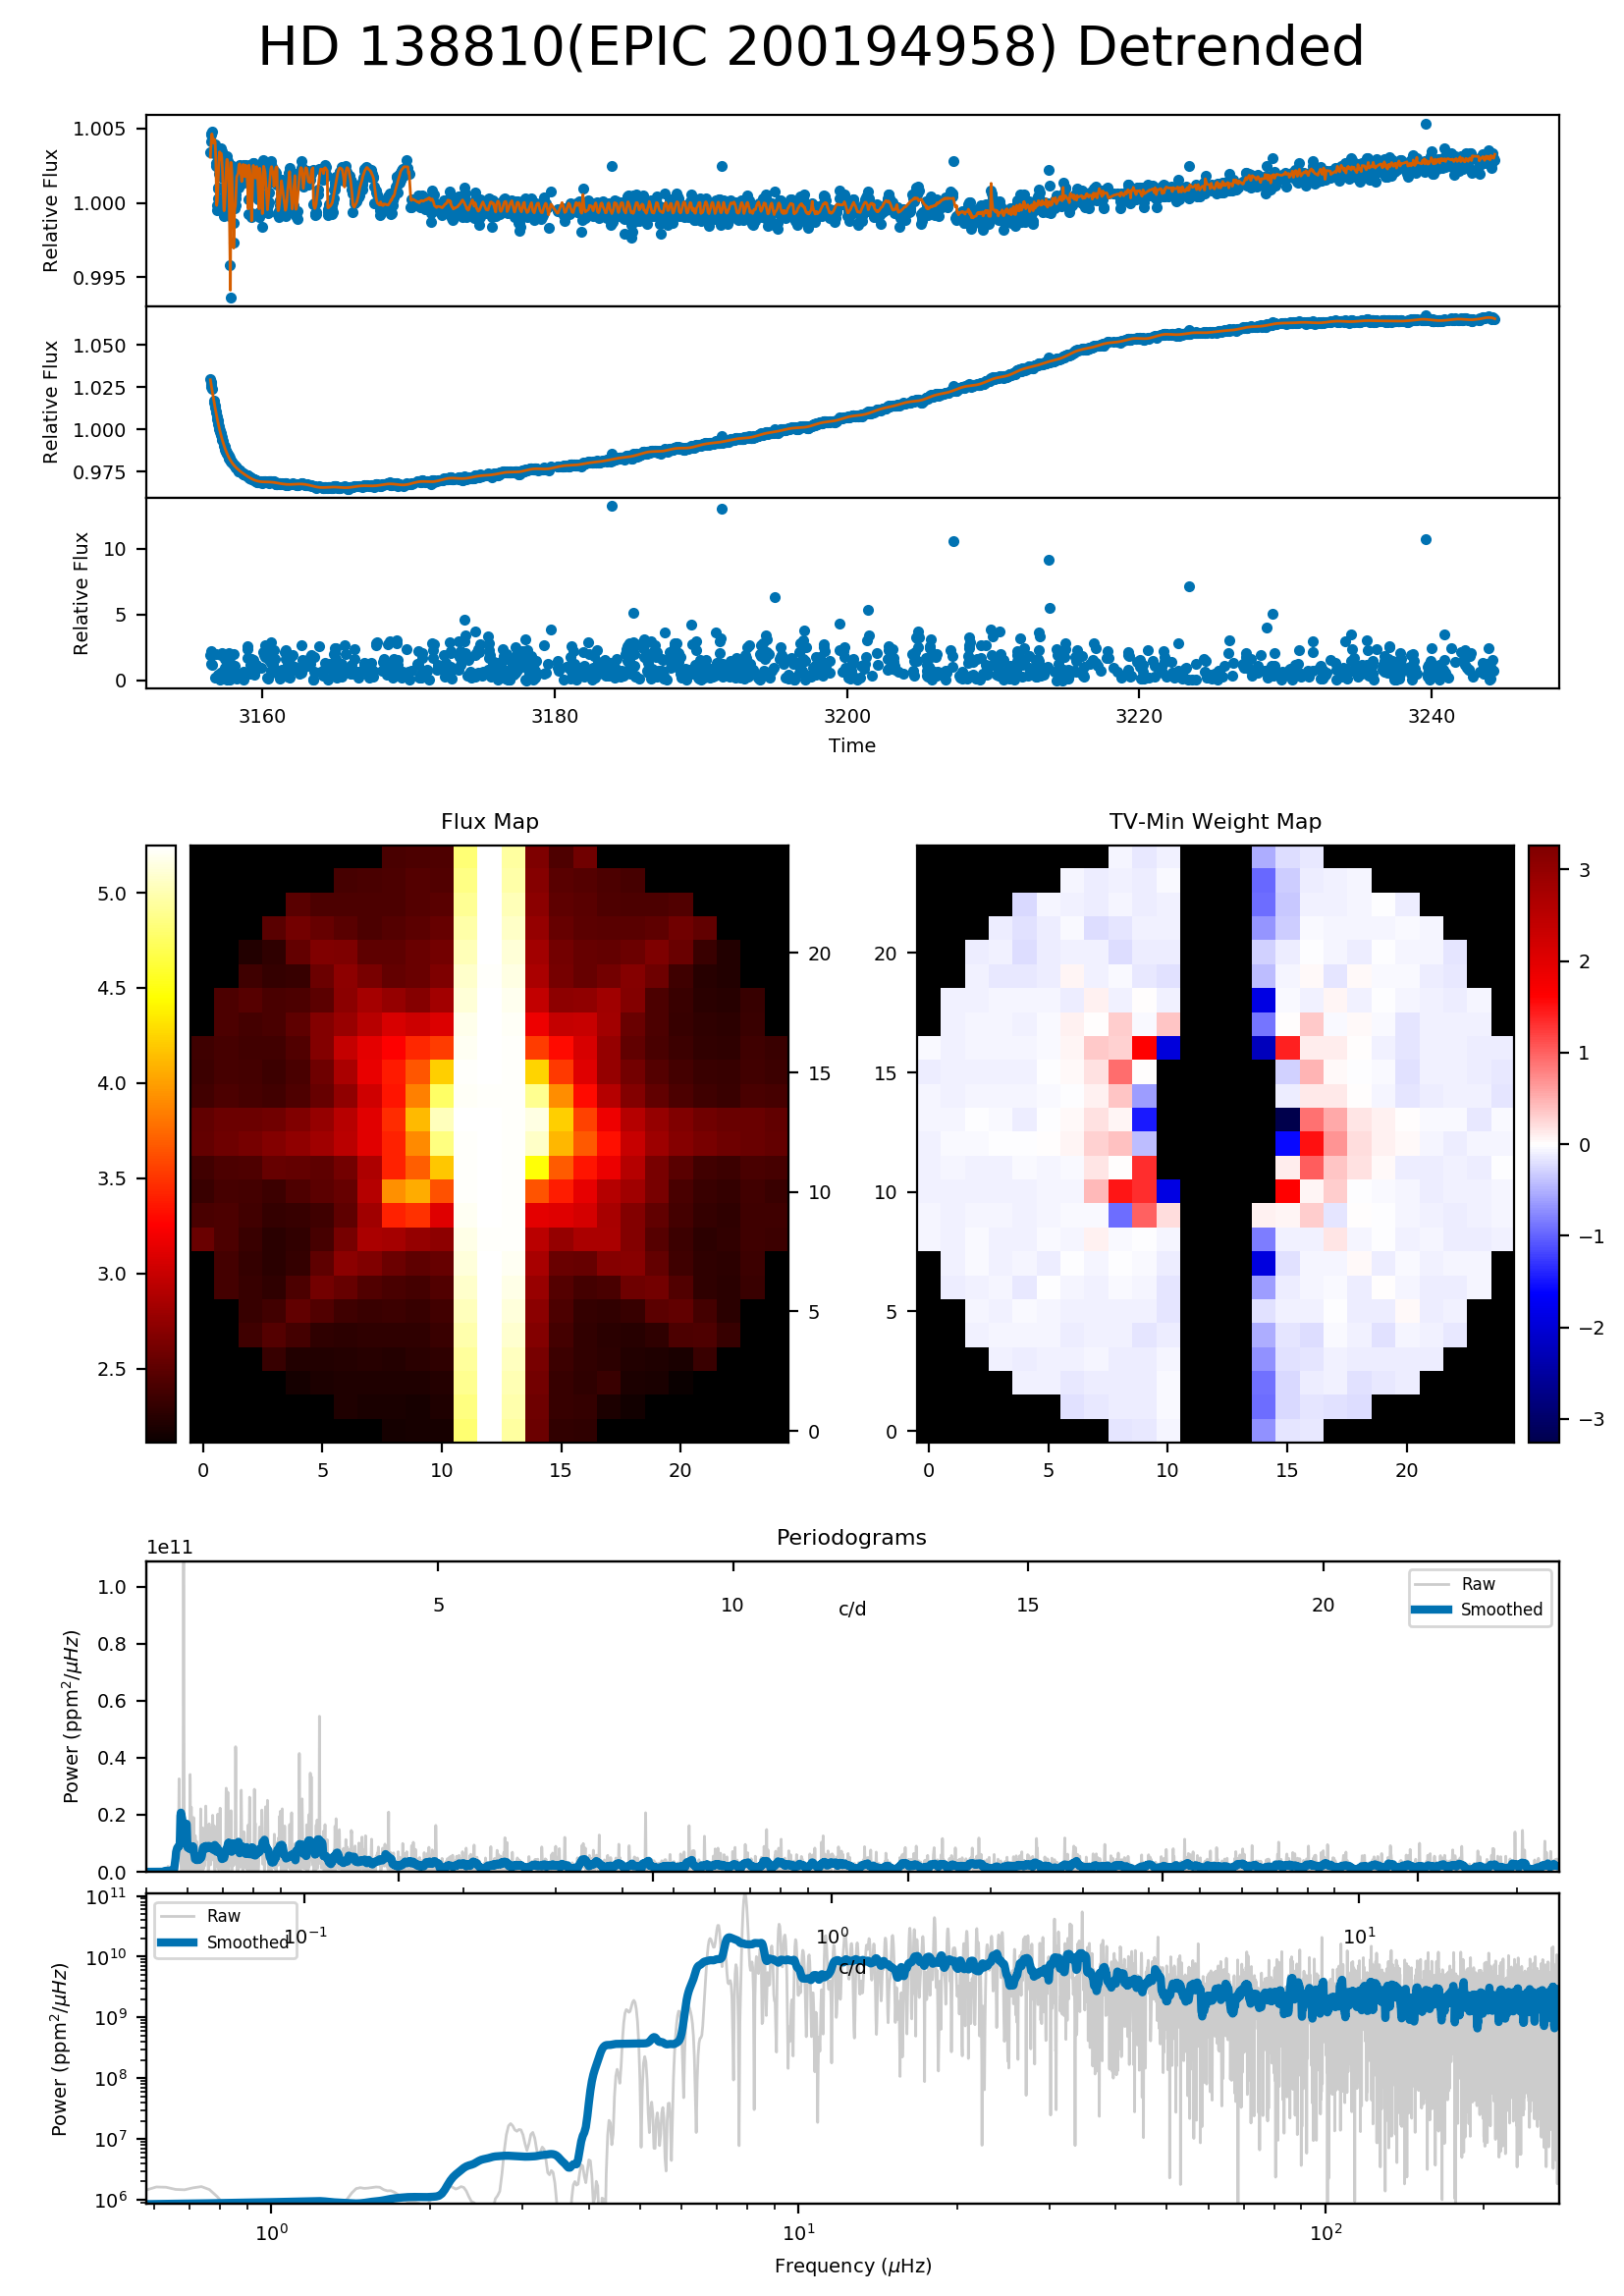 HD 138810(EPIC 200194958) Detrended
1.005
1.000
0.995
Relative Flux
1.050
1.025
1.000
0.975
Relative Flux
10
5
0
Relative Flux
3160 3180 3200 3220 3240
Time
Flux Map
5.0
4.5
4.0
3.5
3.0
2.5
20
15
10
5
0
0 5 10 15 20
TV-Min Weight Map
20
15
10
5
0
0 5 10 15 20
3
2
1
0
−1
−2
−3
Periodograms
1e11
5 10 15 20
c/d
Raw
Smoothed
1.0
0.8
0.6
0.4
0.2
0.0
Power (ppm²/μHz)
Raw
Smoothed
10⁻¹ 10⁰ 10¹
c/d
10¹¹
10¹⁰
10⁹
10⁸
10⁷
10⁶
Power (ppm²/μHz)
10⁰ 10¹ 10²
Frequency (μHz)